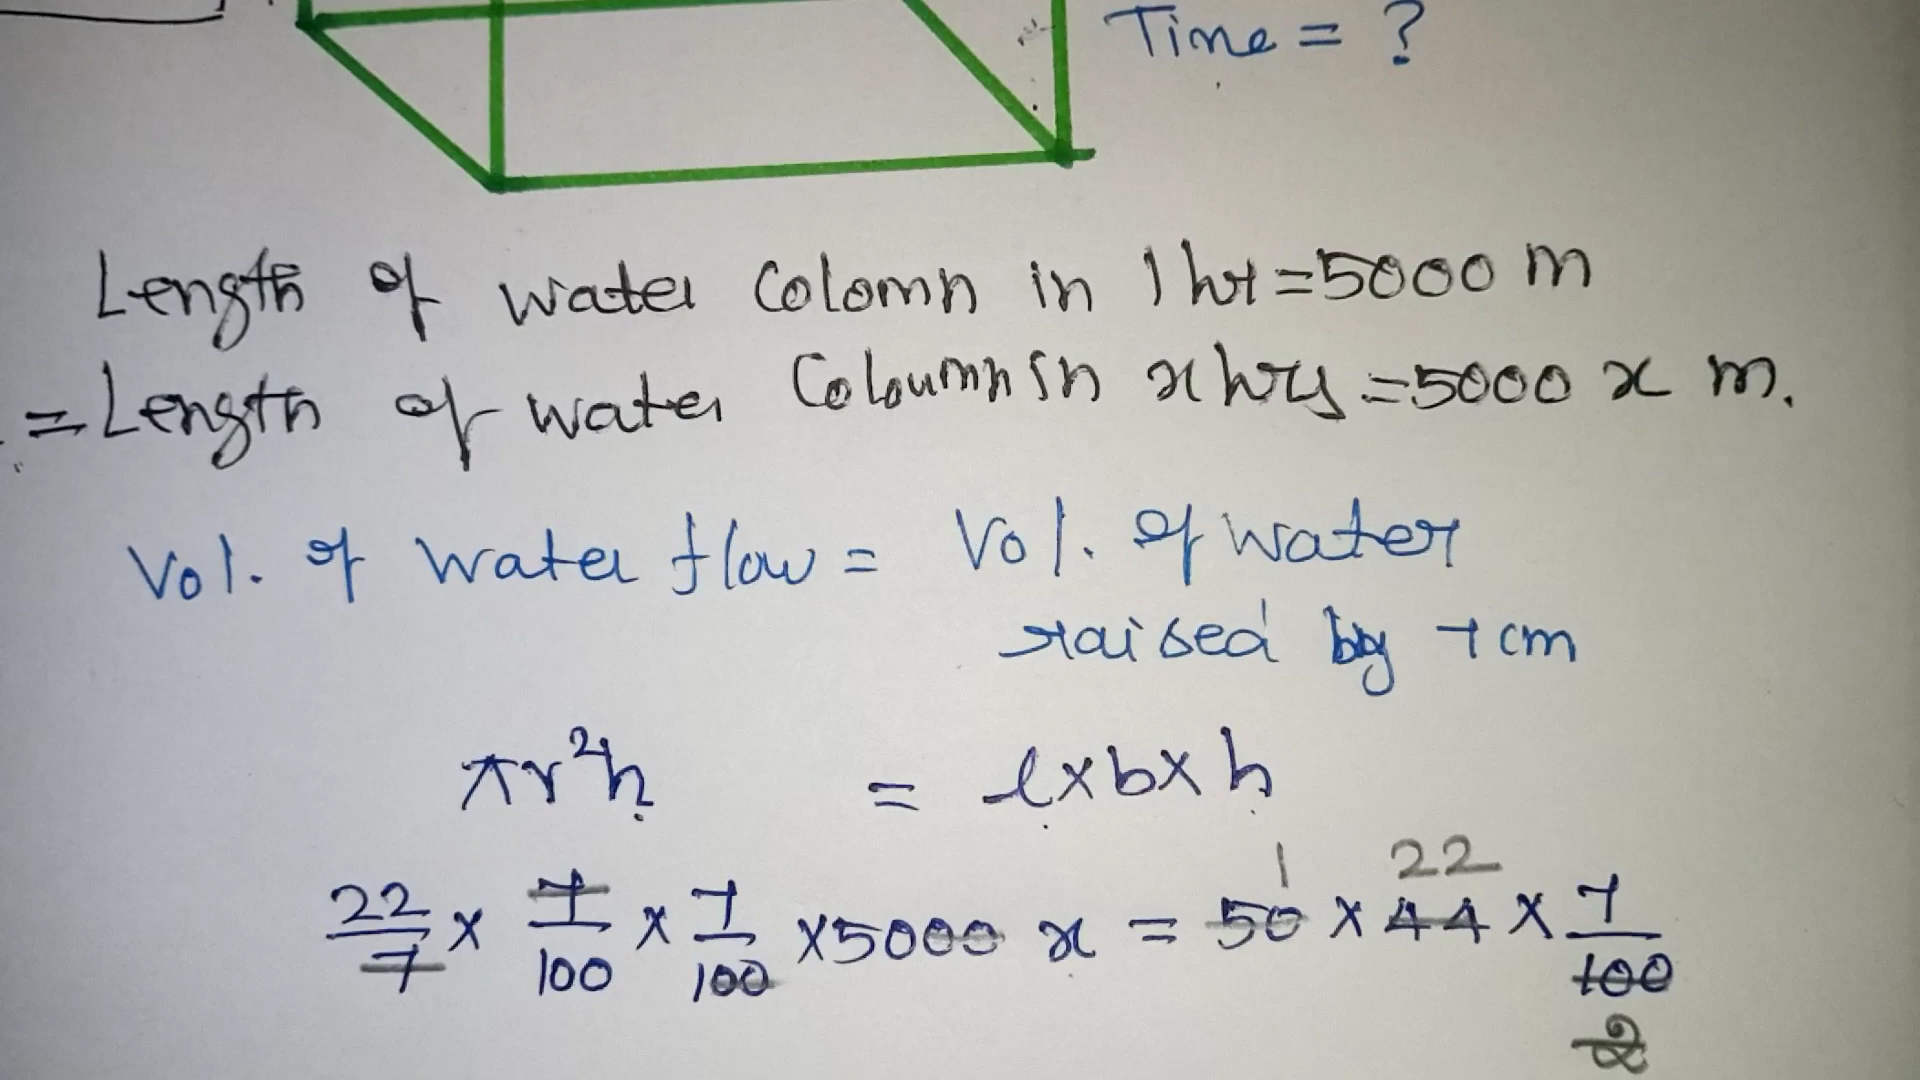 Time = ?
Length of water Colomn in 1 hr = 5000 m
= Length of water Coloumn in x hrs = 5000 x m.
Vol. of water flow = Vol. of water
raised by 7 cm
πr²h = l x b x h
1 22
22/7 x 7/100 x 7/100 x 5000 x = 50 x 44 x 7/100
2